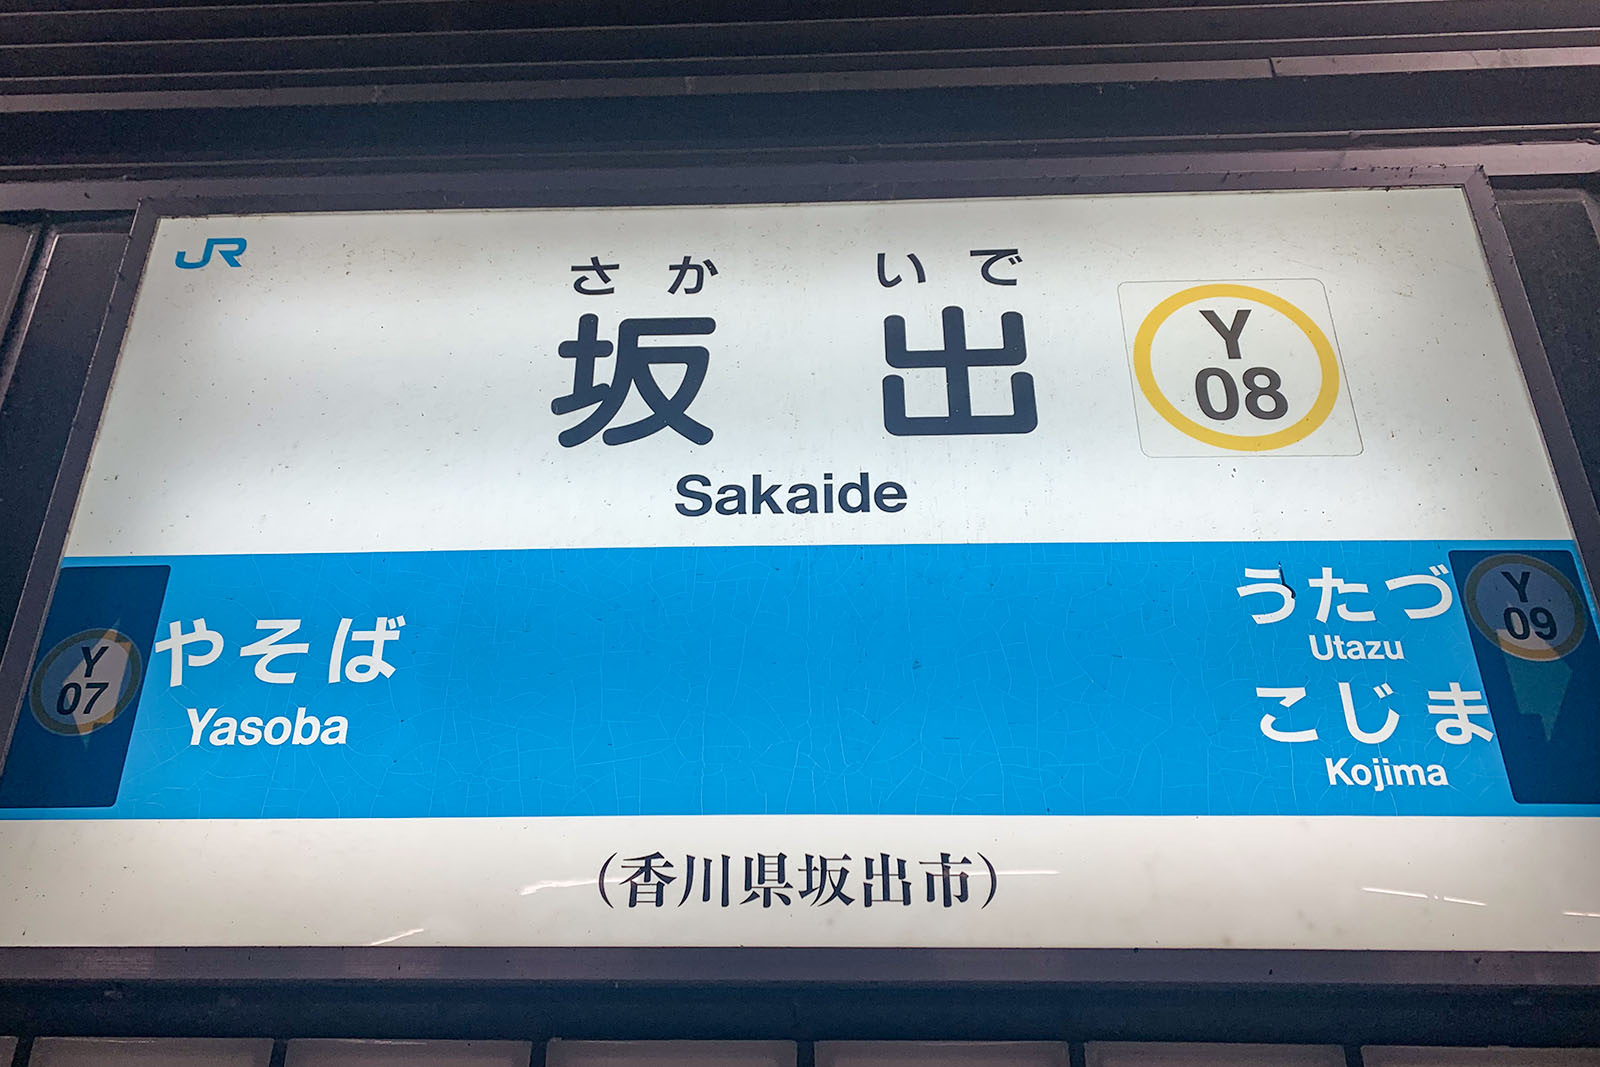 JR
さか いで
坂出
Y
08
Sakaide
Y
07
やそば
Yasoba
うたづ
Utazu
こじま
Kojima
Y
09
(香川県坂出市)